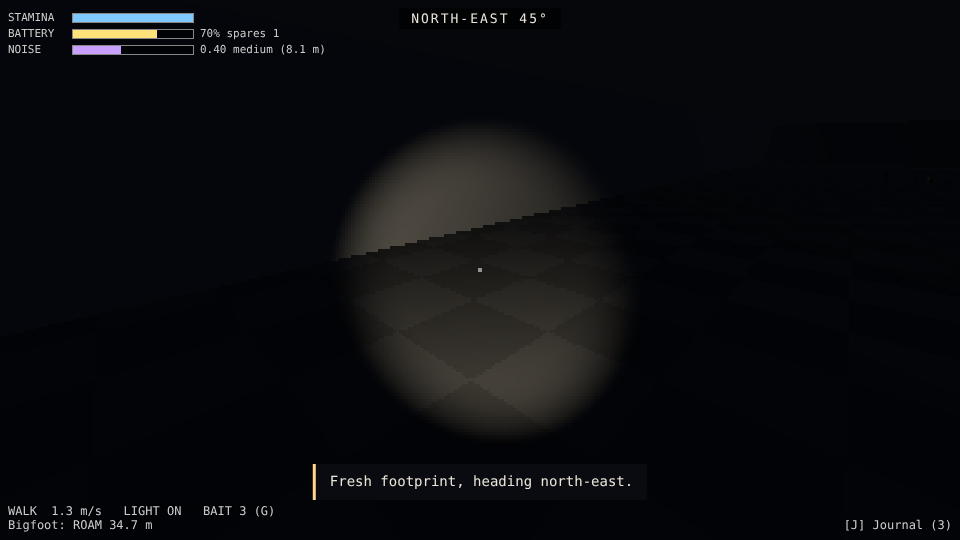 STAMINA
NORTH-EAST 45°
BATTERY 70% spares 1
NOISE 0.40 medium (8.1 m)
Fresh footprint, heading north-east.
WALK 1.3 m/s LIGHT ON BAIT 3 (G)
Bigfoot: ROAM 34.7 m
[J] Journal (3)